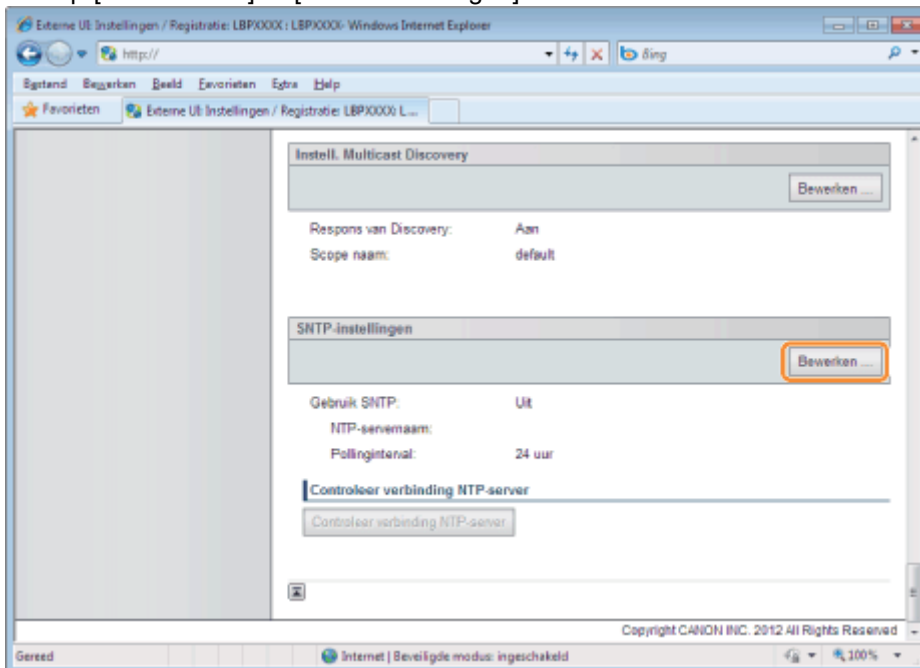 Externe UI: Instellingen / Registratie: LBPXXXX : LBPXXXX- Windows Internet Explorer
http://
Bing
Bestand Bewerken Beeld Favorieten Extra Help
Favorieten Externe UI: Instellingen / Registratie: LBPXXXX: L...
Instell. Multicast Discovery
Bewerken ...
Respons van Discovery: Aan
Scope naam: default
SNTP-instellingen
Bewerken ...
Gebruik SNTP: Uit
NTP-servernaam:
Pollinginterval: 24 uur
Controleer verbinding NTP-server
Controleer verbinding NTP-server
Copyright CANON INC. 2012 All Rights Reserved
Gereed Internet | Beveiligde modus: ingeschakeld 100%